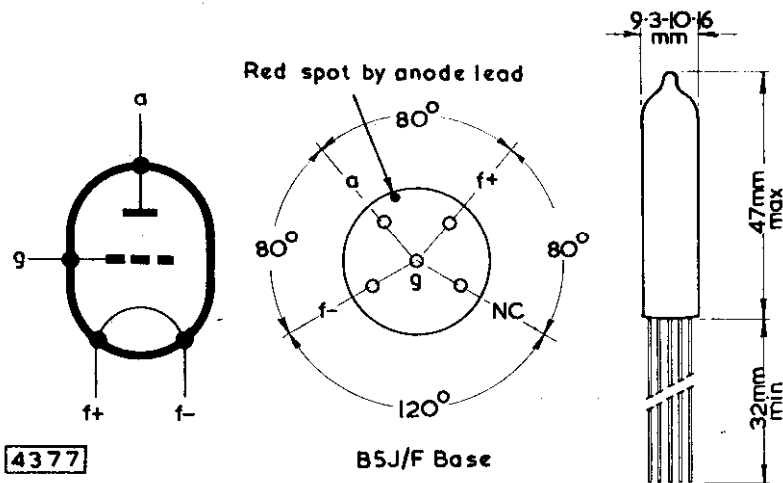 9·3-10·16
mm
Red spot by anode lead
a
80°
a
f+
80°
80°
47mm
max
g
g
f-
NC
f+
f-
120°
32mm
min
4377
B5J/F Base